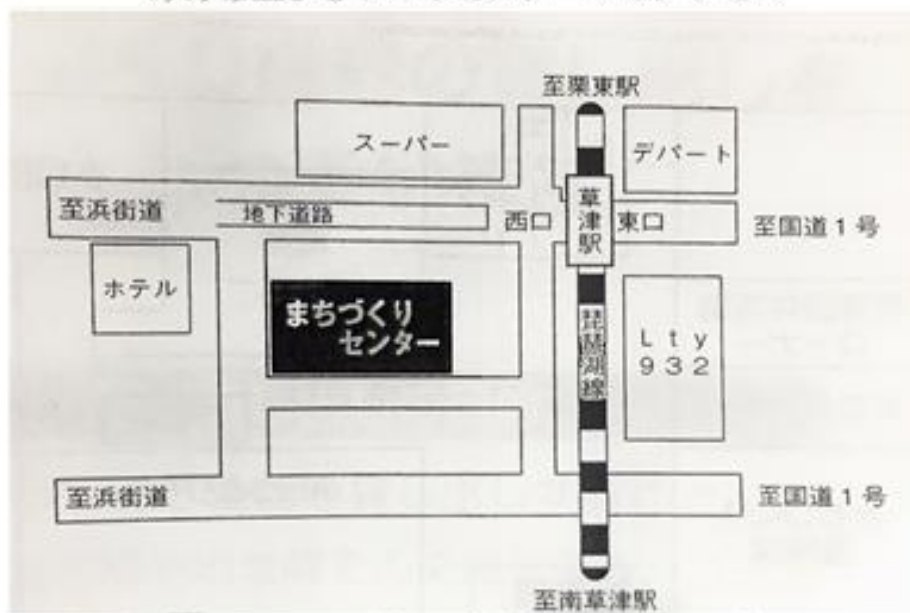 至栗東駅
スーパー
デパート
至浜街道
地下道路
西口
草津駅
東口
至国道1号
ホテル
まちづくり
センター
琵琶湖線
Lty
932
至浜街道
至国道1号
至南草津駅